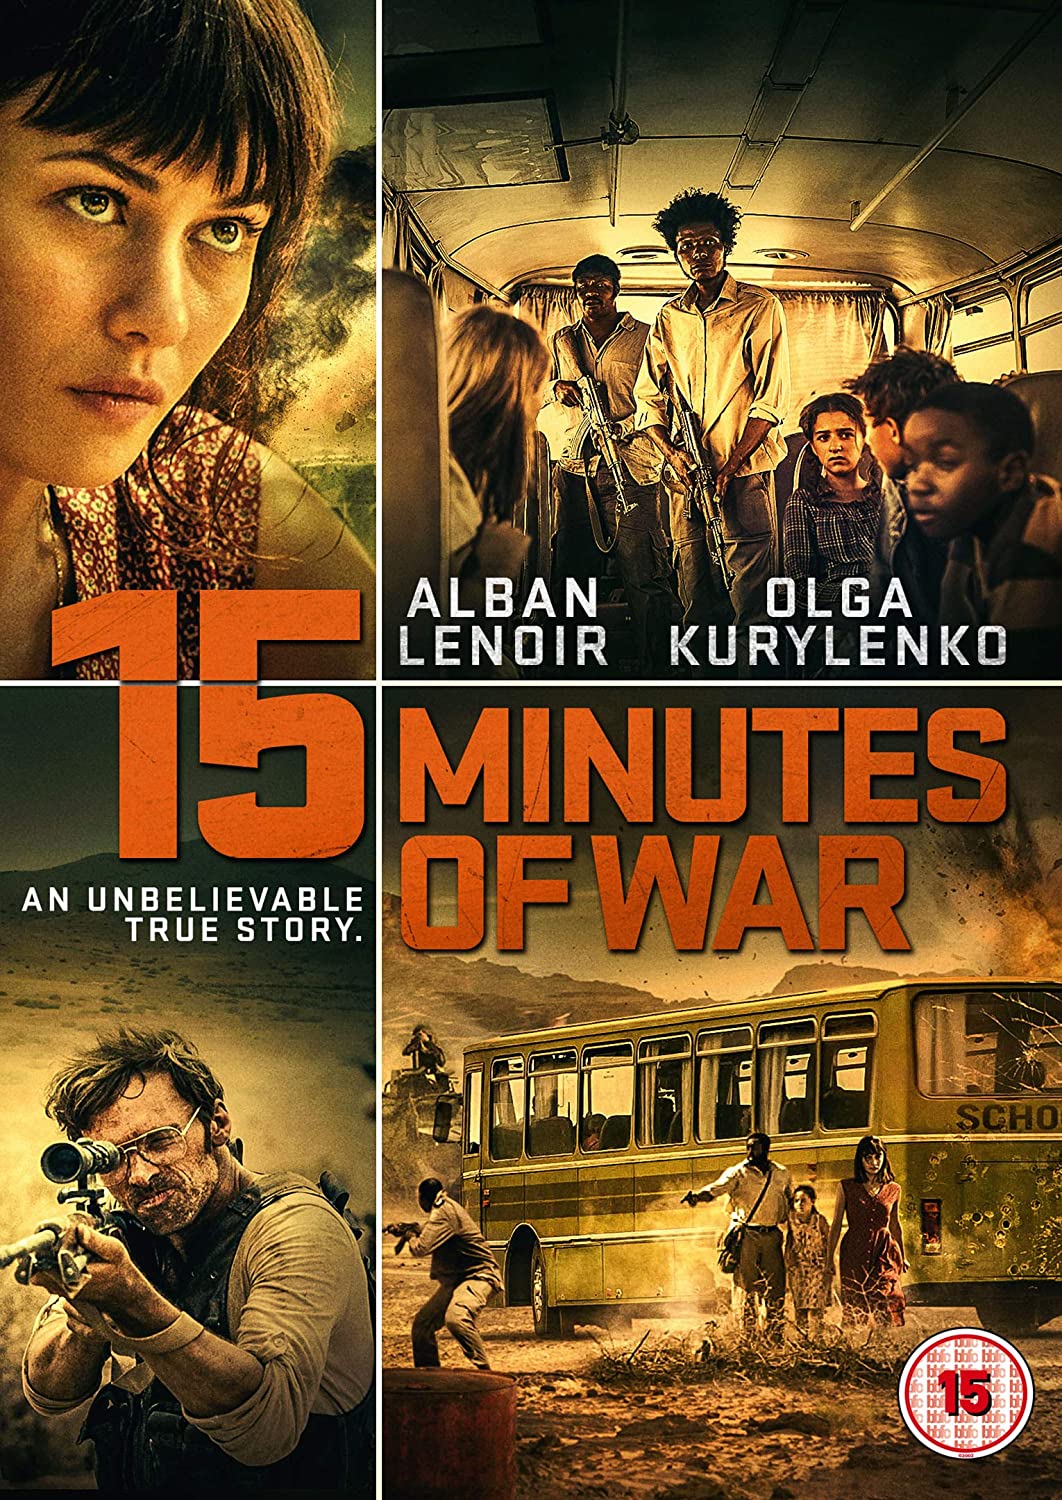 ALBAN
LENOIR
OLGA
KURYLENKO
15
MINUTES
OF WAR
AN UNBELIEVABLE
TRUE STORY.
SCHO
15